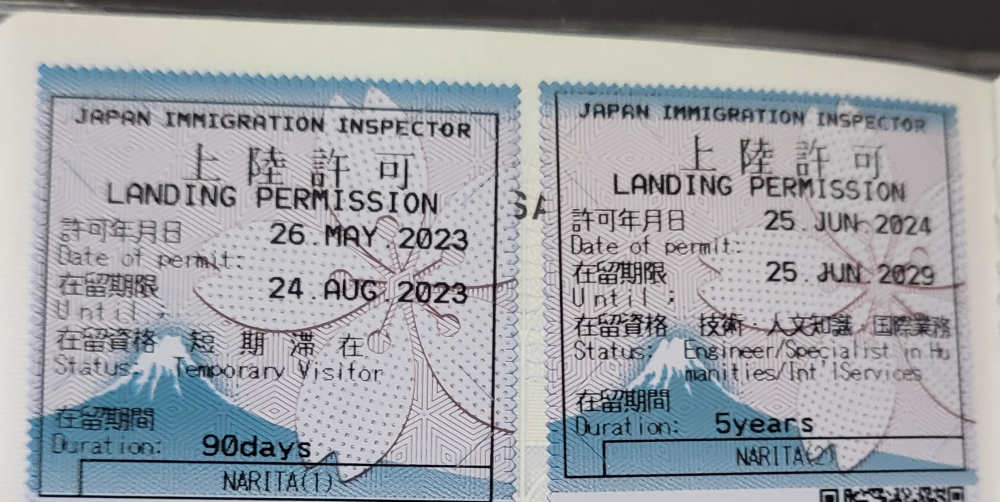 JAPAN IMMIGRATION INSPECTOR
上陸許可
LANDING PERMISSION
許可年月日 26.MAY.2023
Date of permit:
在留期限 24.AUG.2023
Until :
在留資格 短期滞在
Status: Temporary Visitor
在留期間
Duration: 90days
NARITA(1)
SA
JAPAN IMMIGRATION INSPECTOR
上陸許可
LANDING PERMISSION
許可年月日 25.JUN.2024
Date of permit:
在留期限 25.JUN.2029
Until :
在留資格 技術・人文知識・国際業務
Status: Engineer/Specialist in Hu
manities/Int'lServices
在留期間
Duration: 5years
NARITA(2)